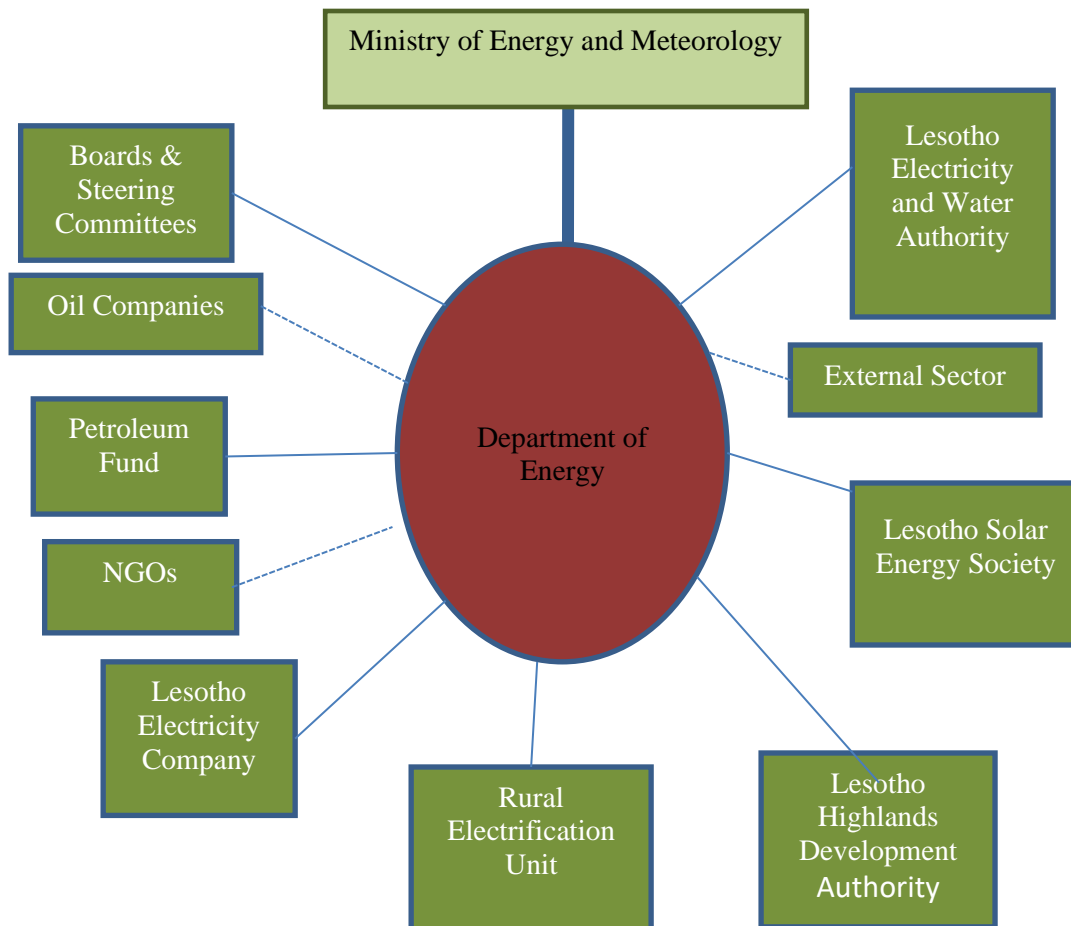 Ministry of Energy and Meteorology
Boards &
Steering
Committees
Lesotho
Electricity
and Water
Authority
Oil Companies
External Sector
Petroleum
Fund
Department of
Energy
NGOs
Lesotho Solar
Energy Society
Lesotho
Electricity
Company
Rural
Electrification
Unit
Lesotho
Highlands
Development
Authority